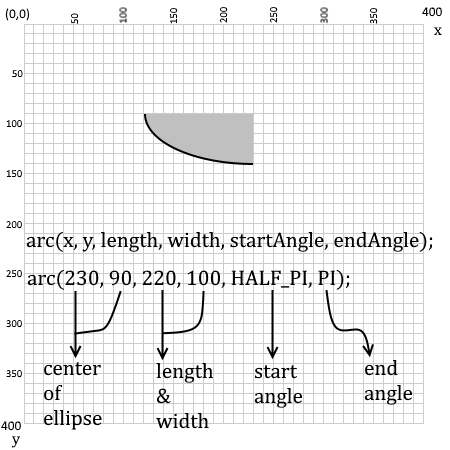 (0,0) 50 100 150 200 250 300 350 400
x
50
100
150
200
arc(x, y, length, width, startAngle, endAngle);
250
arc(230, 90, 220, 100, HALF_PI, PI);
300
350
center length start end
of & angle angle
ellipse width
400
y